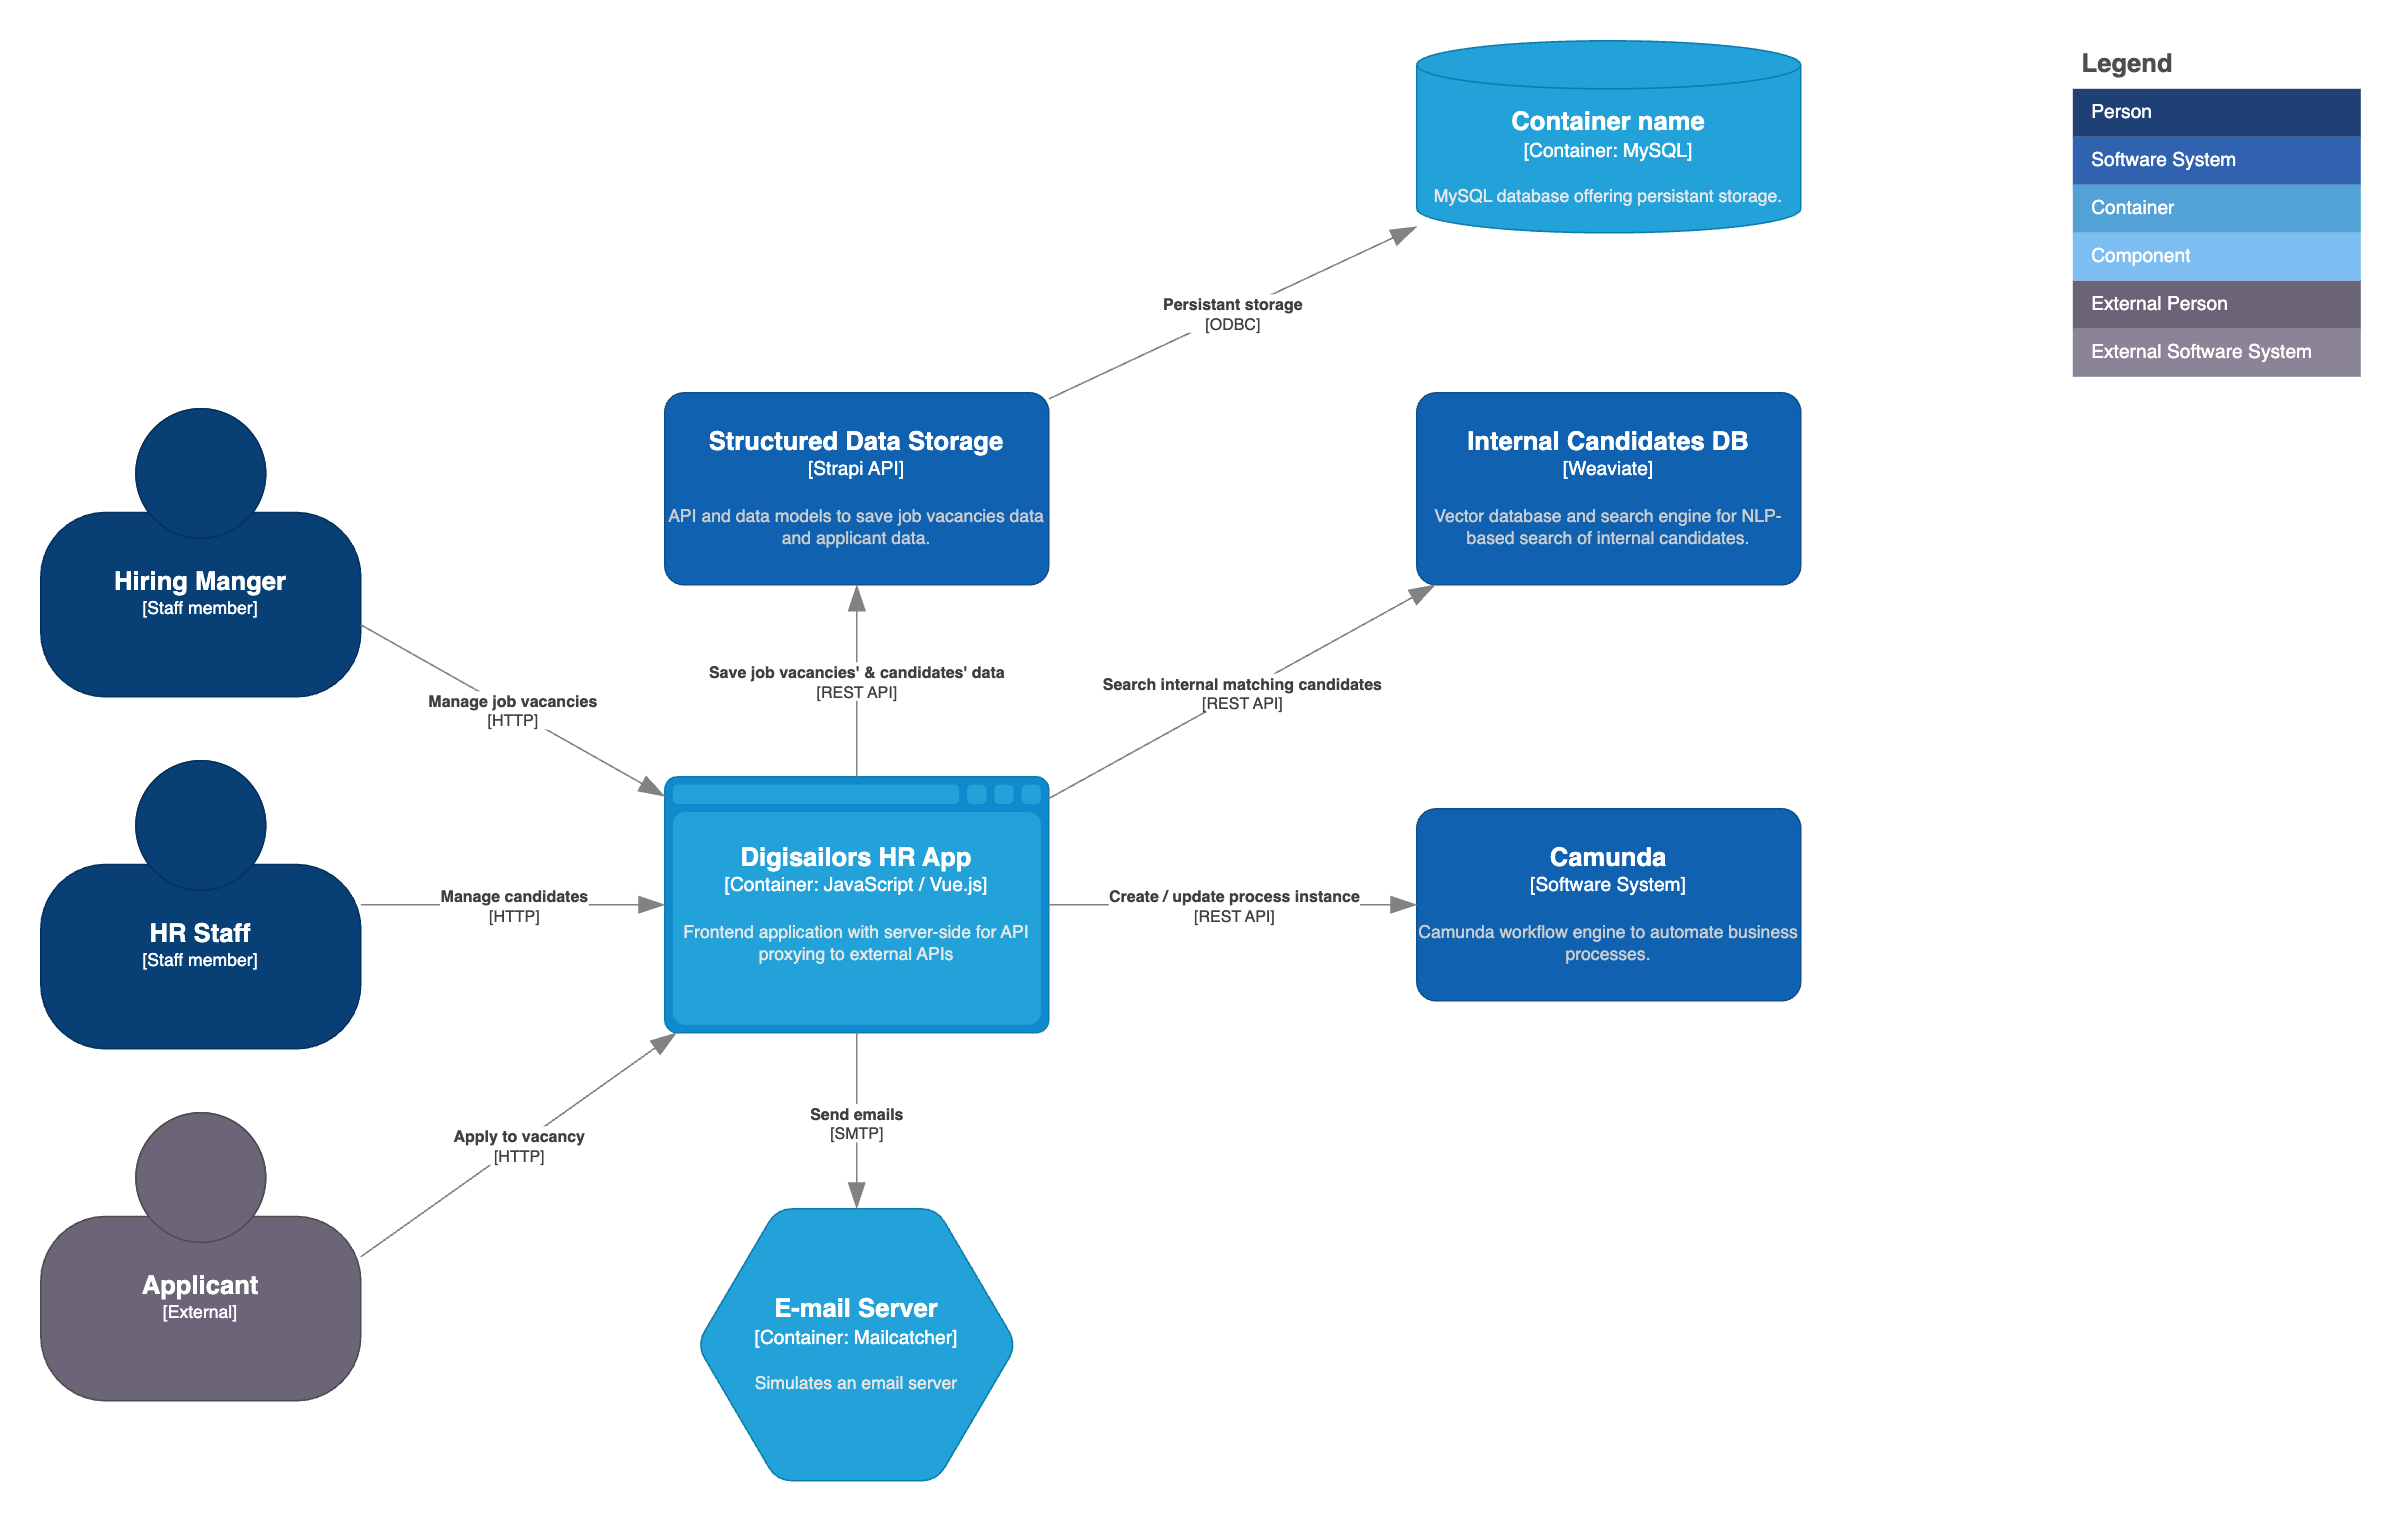 Legend
Person
Software System
Container
Component
External Person
External Software System
Container name
[Container: MySQL]
MySQL database offering persistant storage.
Persistant storage
[ODBC]
Structured Data Storage
[Strapi API]
API and data models to save job vacancies data
and applicant data.
Internal Candidates DB
[Weaviate]
Vector database and search engine for NLP-
based search of internal candidates.
Hiring Manger
[Staff member]
Manage job vacancies
[HTTP]
Save job vacancies' & candidates' data
[REST API]
Search internal matching candidates
[REST API]
HR Staff
[Staff member]
Manage candidates
[HTTP]
Digisailors HR App
[Container: JavaScript / Vue.js]
Frontend application with server-side for API
proxying to external APIs
Create / update process instance
[REST API]
Camunda
[Software System]
Camunda workflow engine to automate business
processes.
Applicant
[External]
Apply to vacancy
[HTTP]
Send emails
[SMTP]
E-mail Server
[Container: Mailcatcher]
Simulates an email server